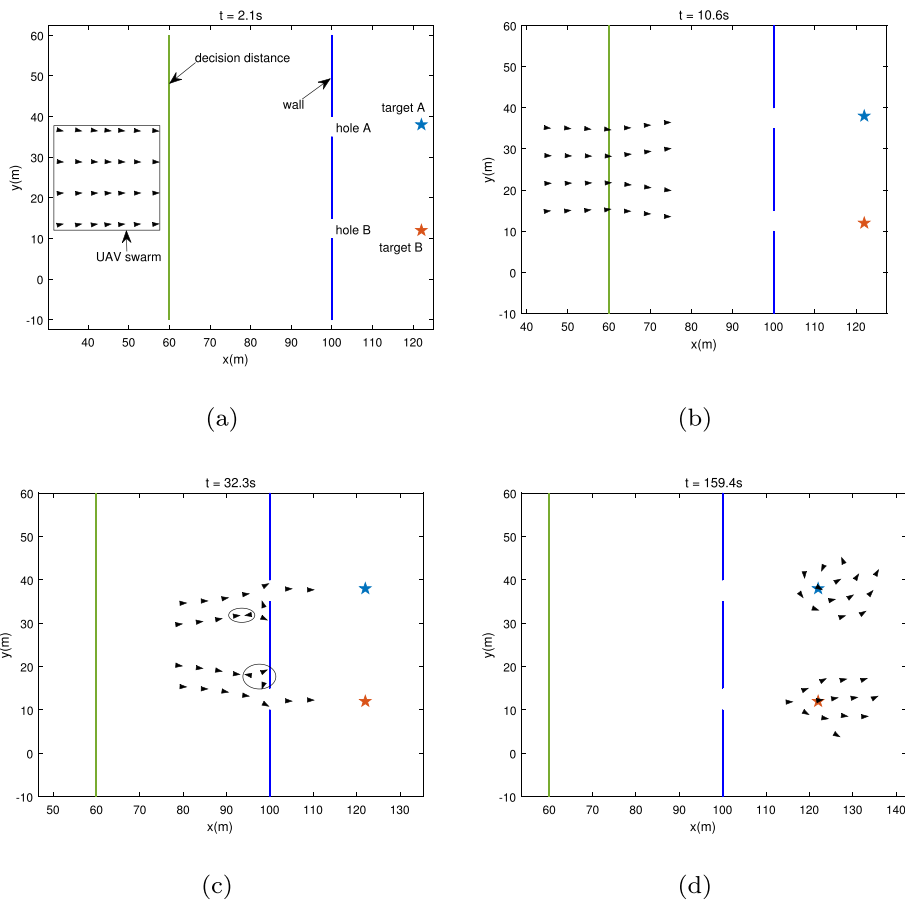 t = 2.1s
60
50
40
30
20
10
0
-10
y(m)
decision distance
wall
target A
hole A
hole B
target B
UAV swarm
40 50 60 70 80 90 100 110 120
x(m)
(a)
t = 10.6s
60
50
40
30
20
10
0
-10
y(m)
40 50 60 70 80 90 100 110 120
x(m)
(b)
t = 32.3s
60
50
40
30
20
10
0
-10
y(m)
50 60 70 80 90 100 110 120 130
x(m)
(c)
t = 159.4s
60
50
40
30
20
10
0
-10
y(m)
60 70 80 90 100 110 120 130 140
x(m)
(d)